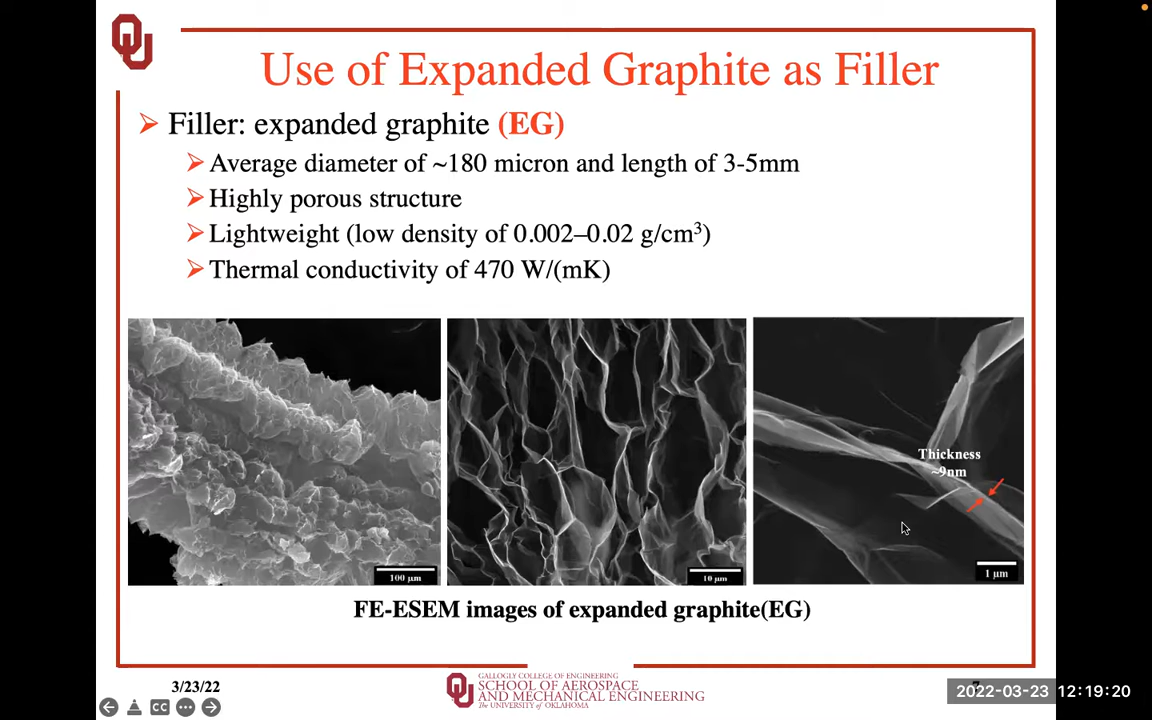 OU
Use of Expanded Graphite as Filler
Filler: expanded graphite (EG)
Average diameter of ~180 micron and length of 3-5mm
Highly porous structure
Lightweight (low density of 0.002–0.02 g/cm³)
Thermal conductivity of 470 W/(mK)
Thickness
~9nm
100 μm
10 μm
1 μm
FE-ESEM images of expanded graphite(EG)
3/23/22
GALLOGLY COLLEGE OF ENGINEERING
SCHOOL OF AEROSPACE
AND MECHANICAL ENGINEERING
The UNIVERSITY of OKLAHOMA
CC
2022-03-23 12:19:20